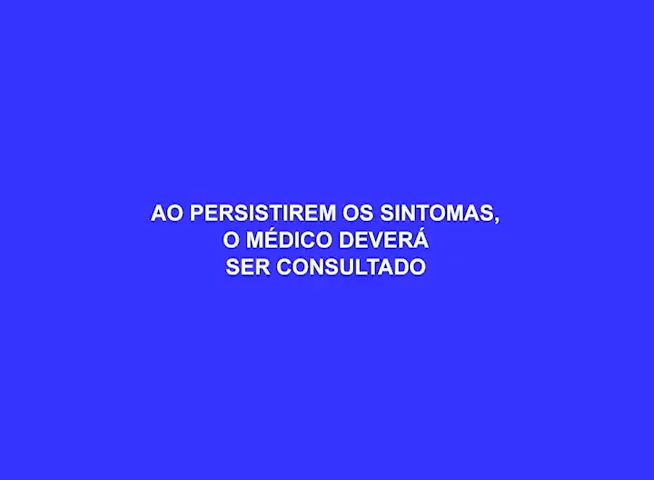 AO PERSISTIREM OS SINTOMAS,
O MÉDICO DEVERÁ
SER CONSULTADO